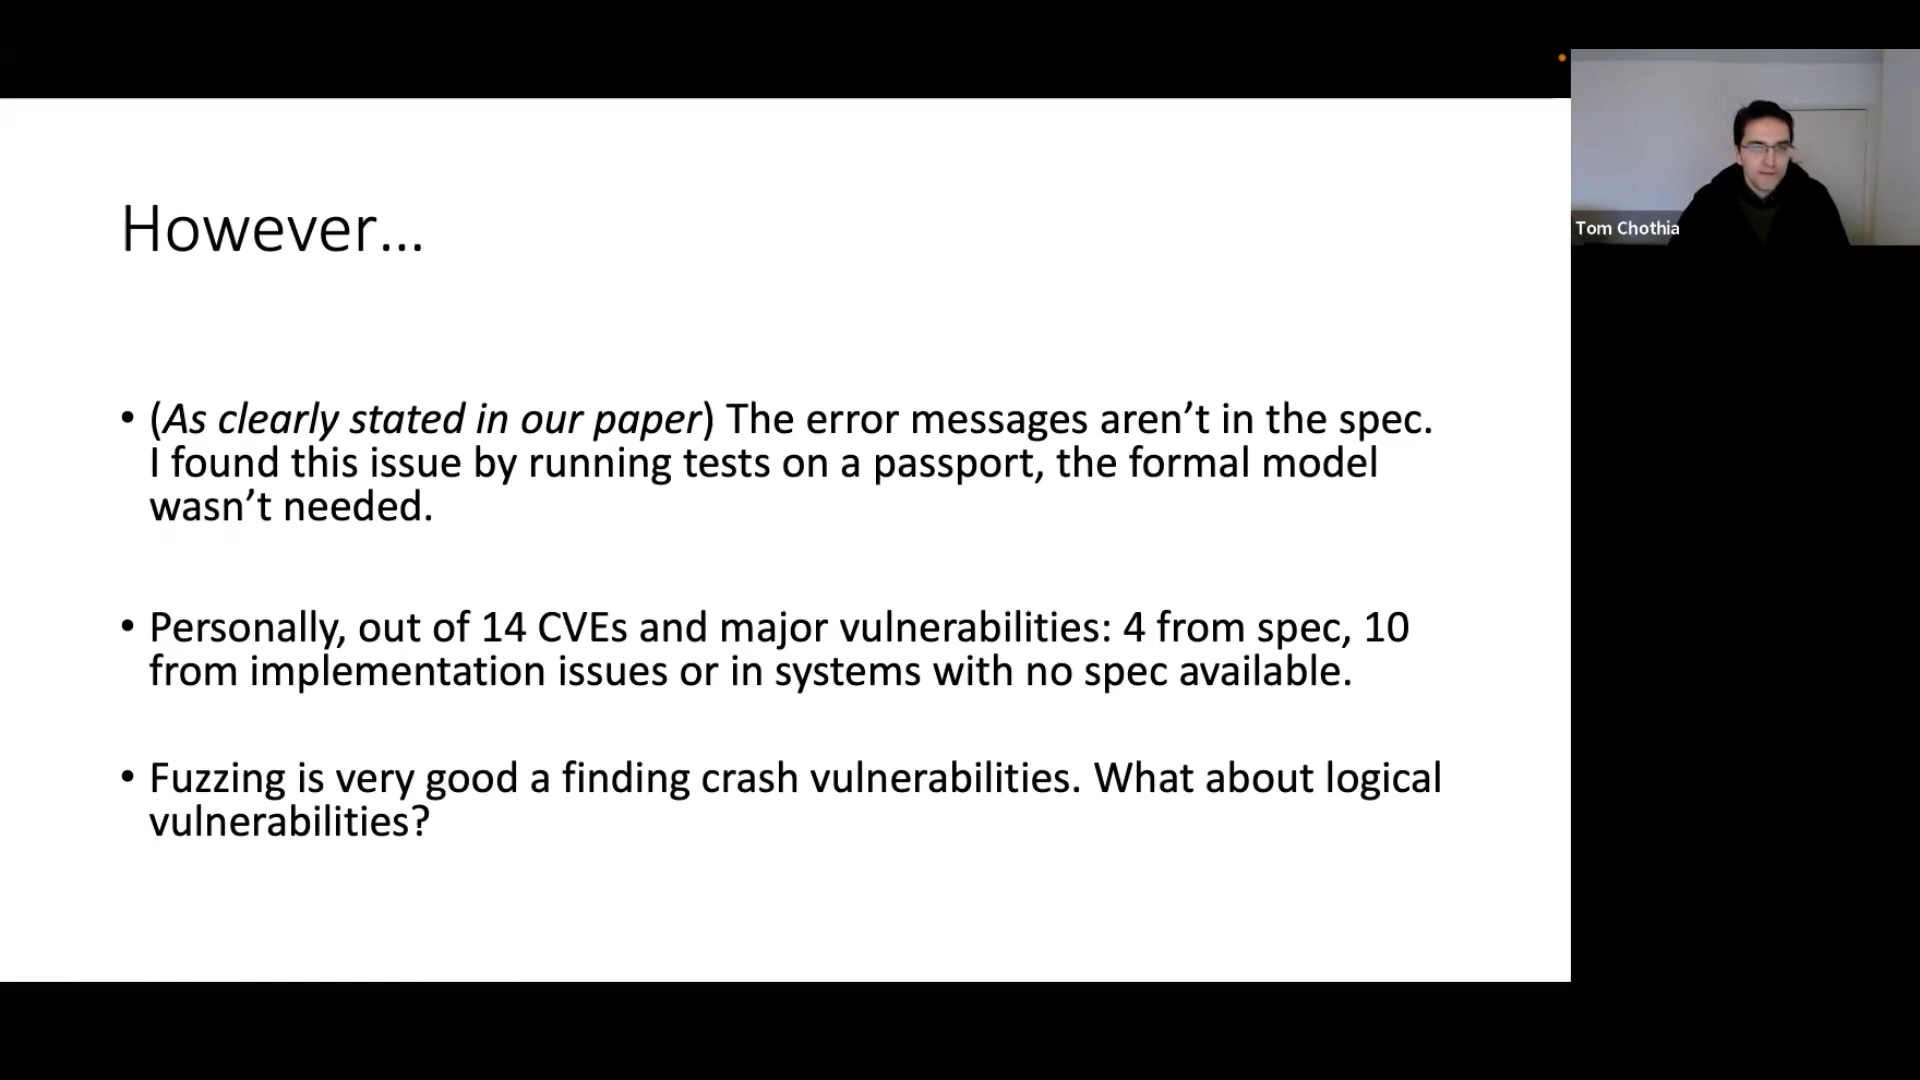 However...
• (As clearly stated in our paper) The error messages aren’t in the spec.
I found this issue by running tests on a passport, the formal model
wasn’t needed.
• Personally, out of 14 CVEs and major vulnerabilities: 4 from spec, 10
from implementation issues or in systems with no spec available.
• Fuzzing is very good a finding crash vulnerabilities. What about logical
vulnerabilities?
Tom Chothia